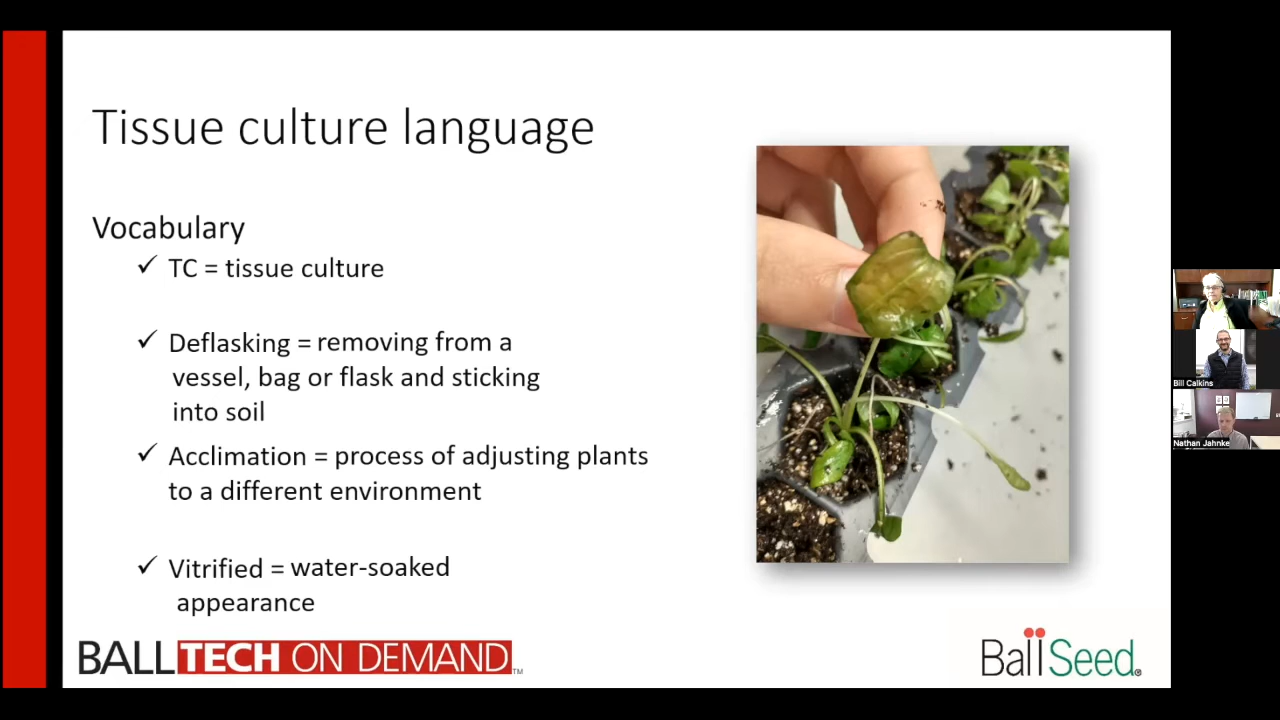 Tissue culture language
Vocabulary
✓ TC = tissue culture
✓ Deflasking = removing from a
vessel, bag or flask and sticking
into soil
✓ Acclimation = process of adjusting plants
to a different environment
✓ Vitrified = water-soaked
appearance
BALLTECH ON DEMAND™
Ball Seed®
Bill Calkins
Nathan Jahnke